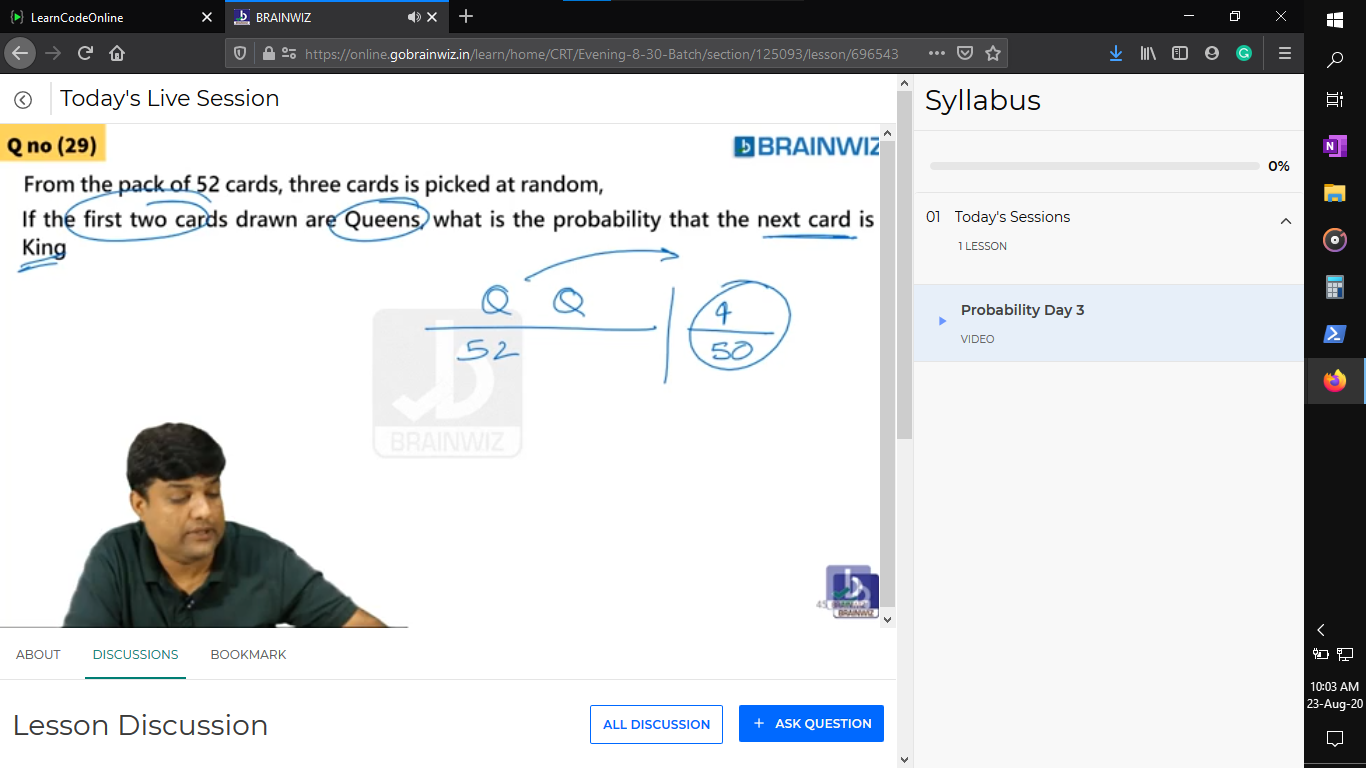 LearnCodeOnline
BRAINWIZ
https://online.gobrainwiz.in/learn/home/CRT/Evening-8-30-Batch/section/125093/lesson/696543
Today's Live Session
Syllabus
Q no (29)
BRAINWIZ
From the pack of 52 cards, three cards is picked at random,
If the first two cards drawn are Queens, what is the probability that the next card is
King
Q Q
52
4
50
BRAINWIZ
BRAINWIZ
0%
01 Today's Sessions
1 LESSON
Probability Day 3
VIDEO
ABOUT
DISCUSSIONS
BOOKMARK
Lesson Discussion
ALL DISCUSSION
+ ASK QUESTION
10:03 AM
23-Aug-20